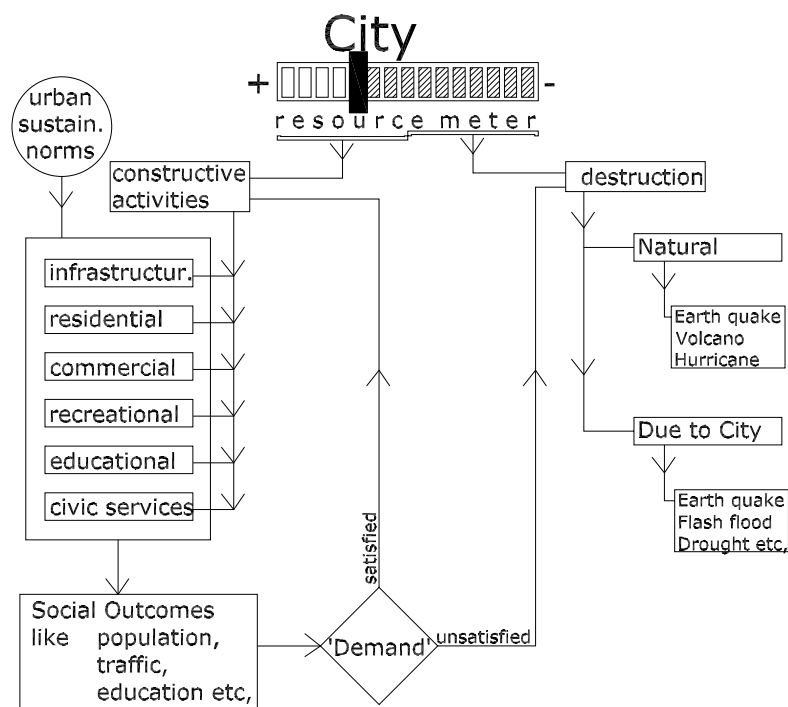 City
+ -
resource meter
urban
sustain.
norms
constructive
activities
destruction
infrastructur.
residential
commercial
recreational
educational
civic services
Natural
Earth quake
Volcano
Hurricane
Due to City
Earth quake
Flash flood
Drought etc,
Social Outcomes
like population,
traffic,
education etc,
'Demand'
satisfied
unsatisfied